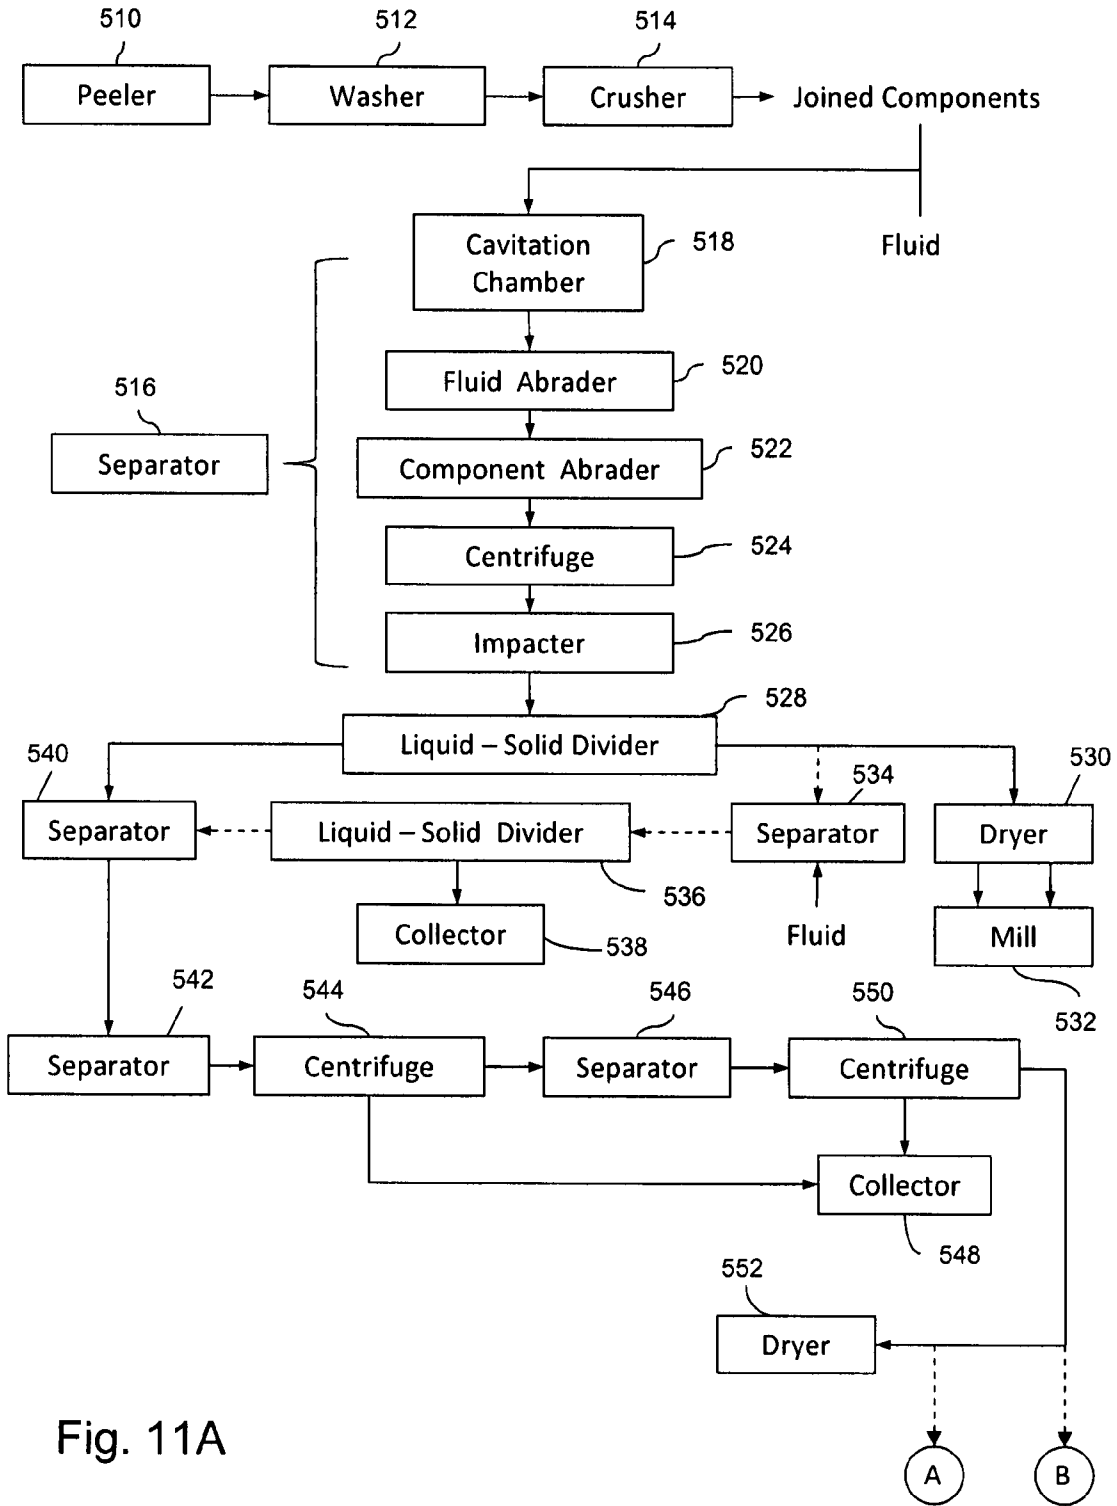 510
512
514
Peeler
Washer
Crusher
Joined Components
Cavitation
Chamber
518
Fluid
Fluid Abrader
520
516
Separator
Component Abrader
522
Centrifuge
524
Impacter
526
528
Liquid – Solid Divider
540
534
530
Separator
Liquid – Solid Divider
Separator
Dryer
536
Collector
538
Fluid
Mill
532
542
544
546
550
Separator
Centrifuge
Separator
Centrifuge
Collector
548
552
Dryer
Fig. 11A
A
B